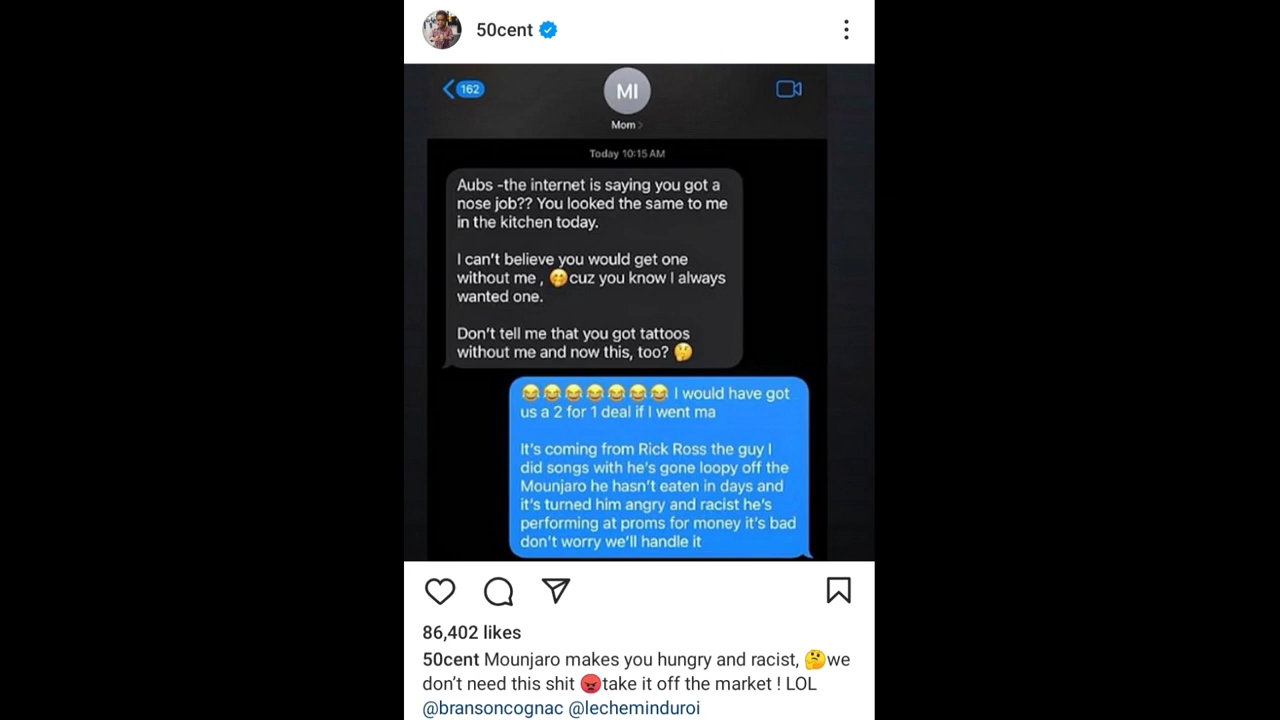 50cent
162
MI
Mom >
Today 10:15 AM
Aubs -the internet is saying you got a
nose job?? You looked the same to me
in the kitchen today.
I can't believe you would get one
without me , 🤭cuz you know I always
wanted one.
Don't tell me that you got tattoos
without me and now this, too? 🤔
😂😂😂😂😂😂😂 I would have got
us a 2 for 1 deal if I went ma
It's coming from Rick Ross the guy I
did songs with he's gone loopy off the
Mounjaro he hasn't eaten in days and
it's turned him angry and racist he's
performing at proms for money it's bad
don't worry we'll handle it
86,402 likes
50cent Mounjaro makes you hungry and racist, 🤔we
don't need this shit 😡take it off the market ! LOL
@bransoncognac @lecheminduroi